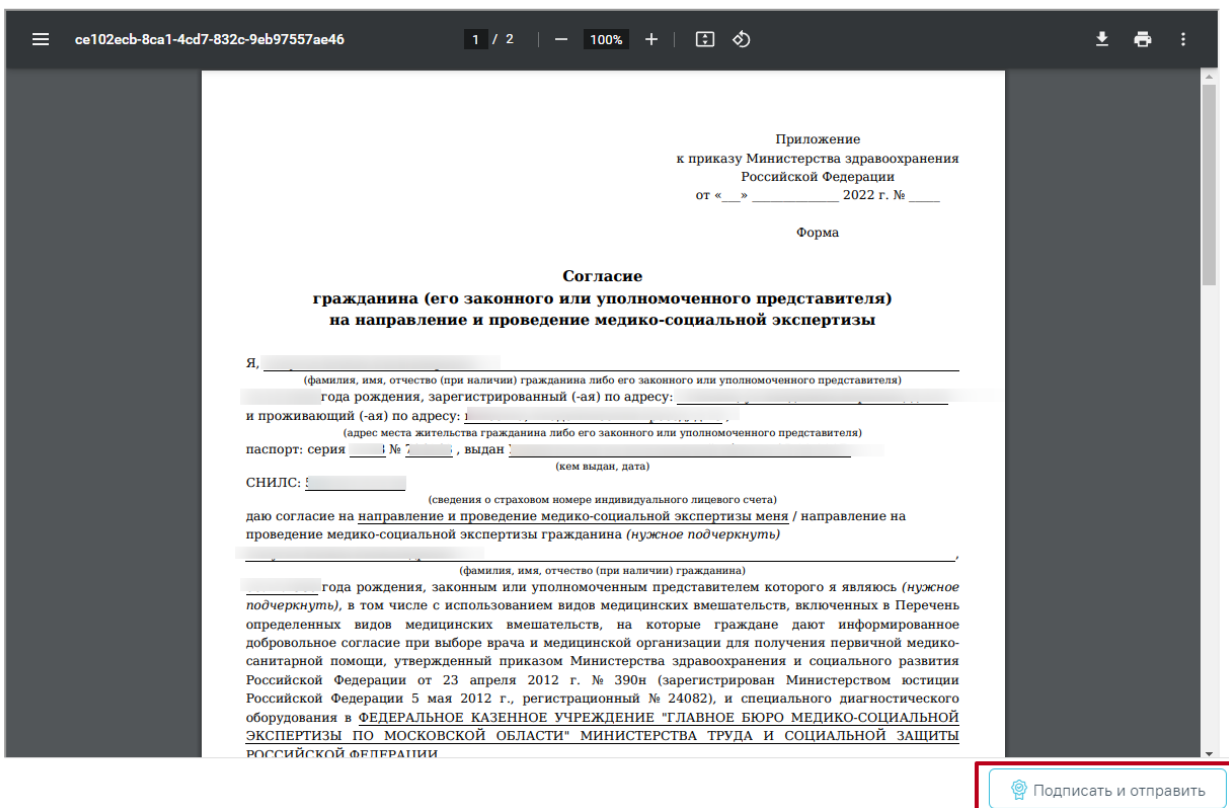 ce102ecb-8ca1-4cd7-832c-9eb97557ae46 1 / 2 100%
Приложение
к приказу Министерства здравоохранения
Российской Федерации
от «___» ______________ 2022 г. № _____
Форма
Согласие
гражданина (его законного или уполномоченного представителя)
на направление и проведение медико-социальной экспертизы
Я,
(фамилия, имя, отчество (при наличии) гражданина либо его законного или уполномоченного представителя)
года рождения, зарегистрированный (-ая) по адресу:
и проживающий (-ая) по адресу:
(адрес места жительства гражданина либо его законного или уполномоченного представителя)
паспорт: серия № , выдан
(кем выдан, дата)
СНИЛС:
(сведения о страховом номере индивидуального лицевого счета)
даю согласие на направление и проведение медико-социальной экспертизы меня / направление на
проведение медико-социальной экспертизы гражданина (нужное подчеркнуть)
,
(фамилия, имя, отчество (при наличии) гражданина)
года рождения, законным или уполномоченным представителем которого я являюсь (нужное
подчеркнуть), в том числе с использованием видов медицинских вмешательств, включенных в Перечень
определенных видов медицинских вмешательств, на которые граждане дают информированное
добровольное согласие при выборе врача и медицинской организации для получения первичной медико-
санитарной помощи, утвержденный приказом Министерства здравоохранения и социального развития
Российской Федерации от 23 апреля 2012 г. № 390н (зарегистрирован Министерством юстиции
Российской Федерации 5 мая 2012 г., регистрационный № 24082), и специального диагностического
оборудования в ФЕДЕРАЛЬНОЕ КАЗЕННОЕ УЧРЕЖДЕНИЕ "ГЛАВНОЕ БЮРО МЕДИКО-СОЦИАЛЬНОЙ
ЭКСПЕРТИЗЫ ПО МОСКОВСКОЙ ОБЛАСТИ" МИНИСТЕРСТВА ТРУДА И СОЦИАЛЬНОЙ ЗАЩИТЫ
РОССИЙСКОЙ ФЕДЕРАЦИИ
Подписать и отправить